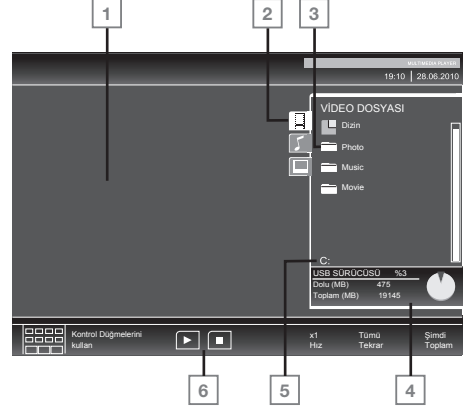 1 2 3
MULTIMEDIA PLAYER
19:10 28.06.2010
VİDEO DOSYASI
Dizin
Photo
Music
Movie
C:
USB SÜRÜCÜSÜ %3
Dolu (MB) 475
Toplam (MB) 19145
Kontrol Düğmelerini
kullan
x1 Tümü Şimdi
Hız Tekrar Toplam
6 5 4